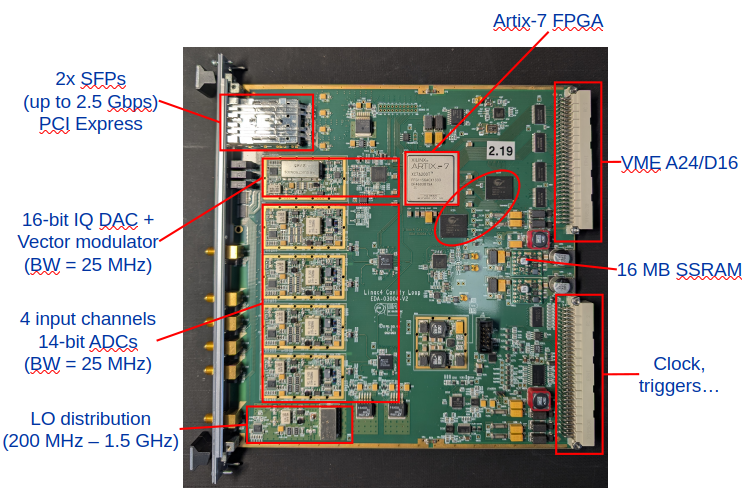 Artix-7 FPGA
2x SFPs
(up to 2.5 Gbps)
PCI Express
XILINX
ARTIX-7
2.19
VME A24/D16
16-bit IQ DAC +
Vector modulator
(BW = 25 MHz)
16 MB SSRAM
Linac4 Cavity Loop
EDA-03004-V2
4 input channels
14-bit ADCs
(BW = 25 MHz)
Clock,
triggers…
LO distribution
(200 MHz – 1.5 GHz)